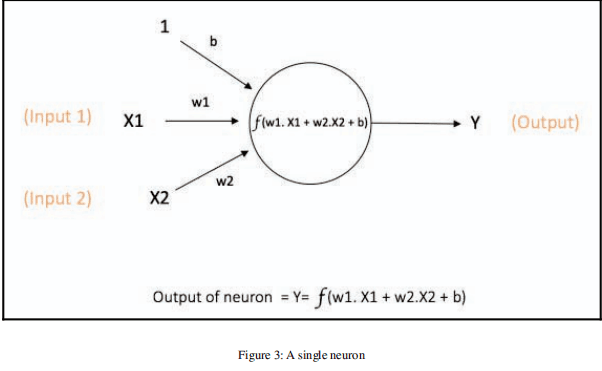 1
b
w1
(Input 1) X1 f(w1. X1 + w2.X2 + b) Y (Output)
w2
(Input 2) X2
Output of neuron = Y= f(w1. X1 + w2.X2 + b)
Figure 3: A single neuron